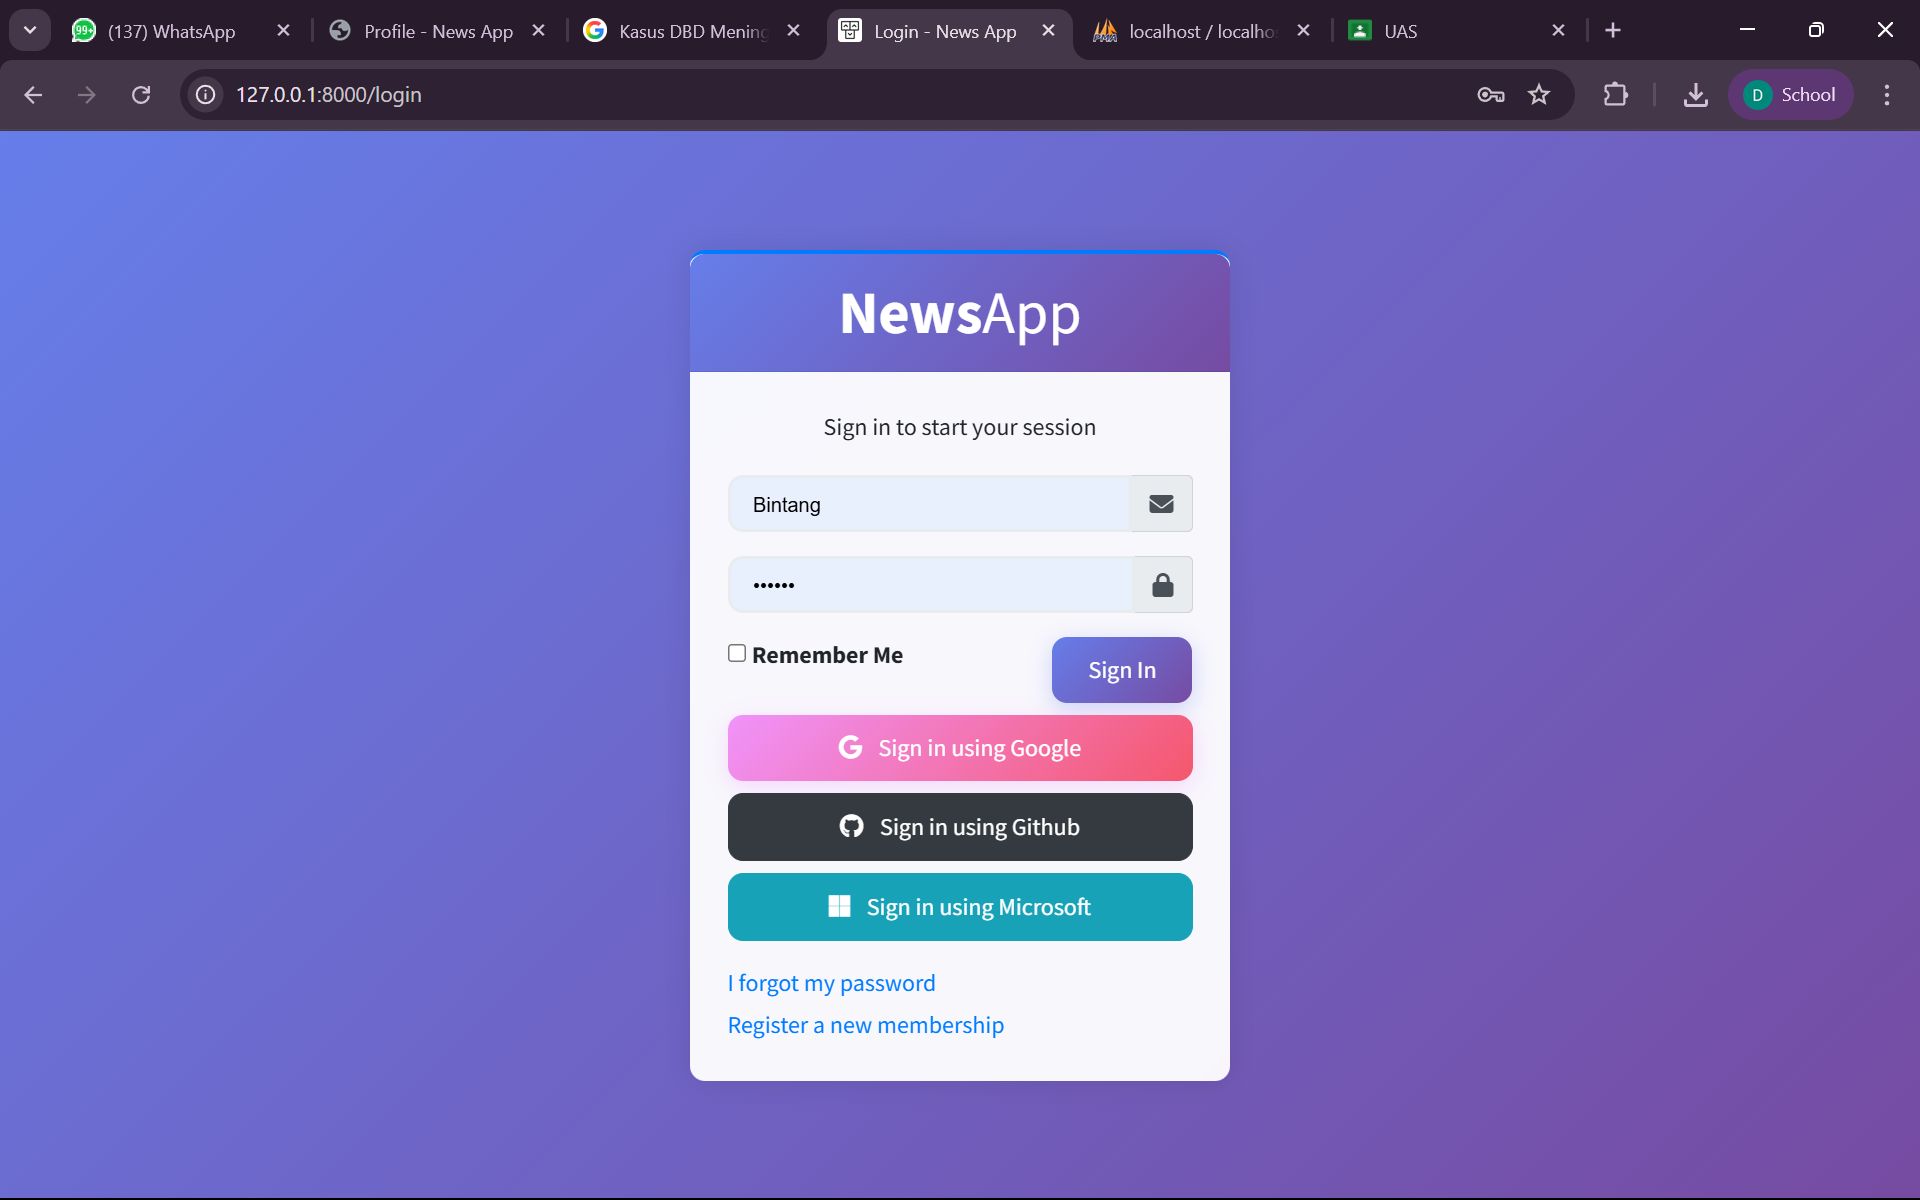 (137) WhatsApp
Profile - News App
Kasus DBD Mening
Login - News App
localhost / localho
UAS
127.0.0.1:8000/login
D
School
NewsApp
Sign in to start your session
Bintang
••••••
Remember Me
Sign In
Sign in using Google
Sign in using Github
Sign in using Microsoft
I forgot my password
Register a new membership